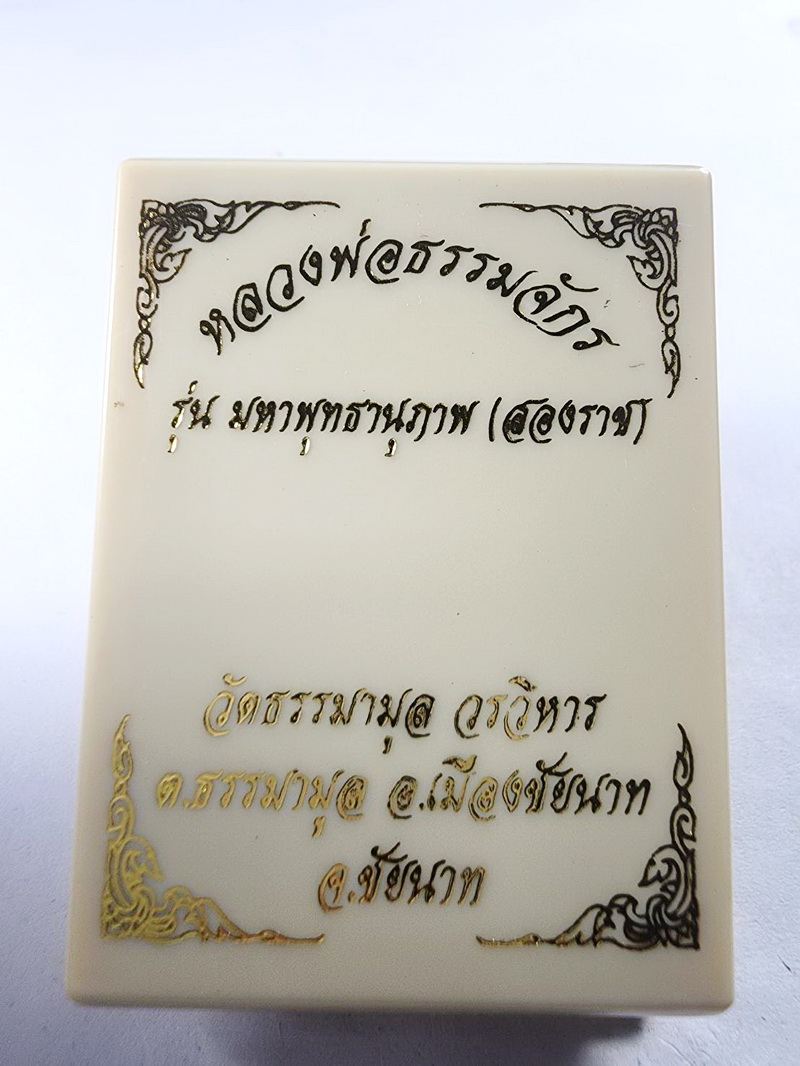 หลวงพ่อธรรมจักร
รุ่น มหาพุทธานุภาพ (สองราช)
วัดธรรมามูล วรวิหาร
ต.ธรรมามูล อ.เมืองชัยนาท
จ.ชัยนาท